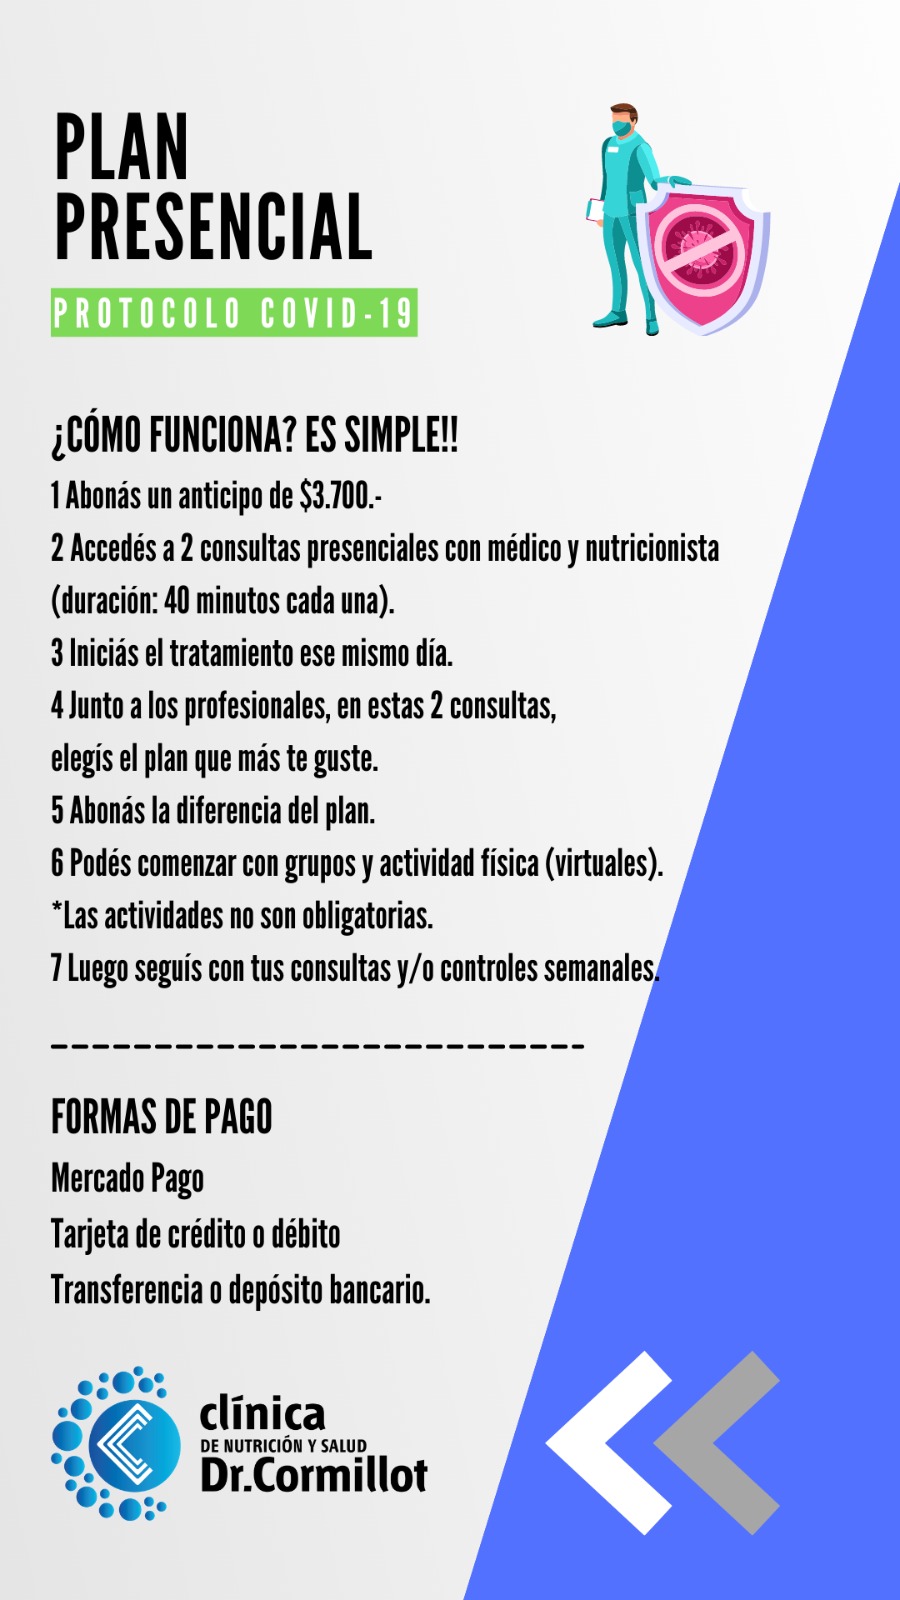 PLAN
PRESENCIAL
PROTOCOLO COVID-19
¿CÓMO FUNCIONA? ES SIMPLE!!
1 Abonás un anticipo de $3.700.-
2 Accedés a 2 consultas presenciales con médico y nutricionista
(duración: 40 minutos cada una).
3 Iniciás el tratamiento ese mismo día.
4 Junto a los profesionales, en estas 2 consultas,
elegís el plan que más te guste.
5 Abonás la diferencia del plan.
6 Podés comenzar con grupos y actividad física (virtuales).
*Las actividades no son obligatorias.
7 Luego seguís con tus consultas y/o controles semanales.
FORMAS DE PAGO
Mercado Pago
Tarjeta de crédito o débito
Transferencia o depósito bancario.
clínica
DE NUTRICIÓN Y SALUD
Dr.Cormillot